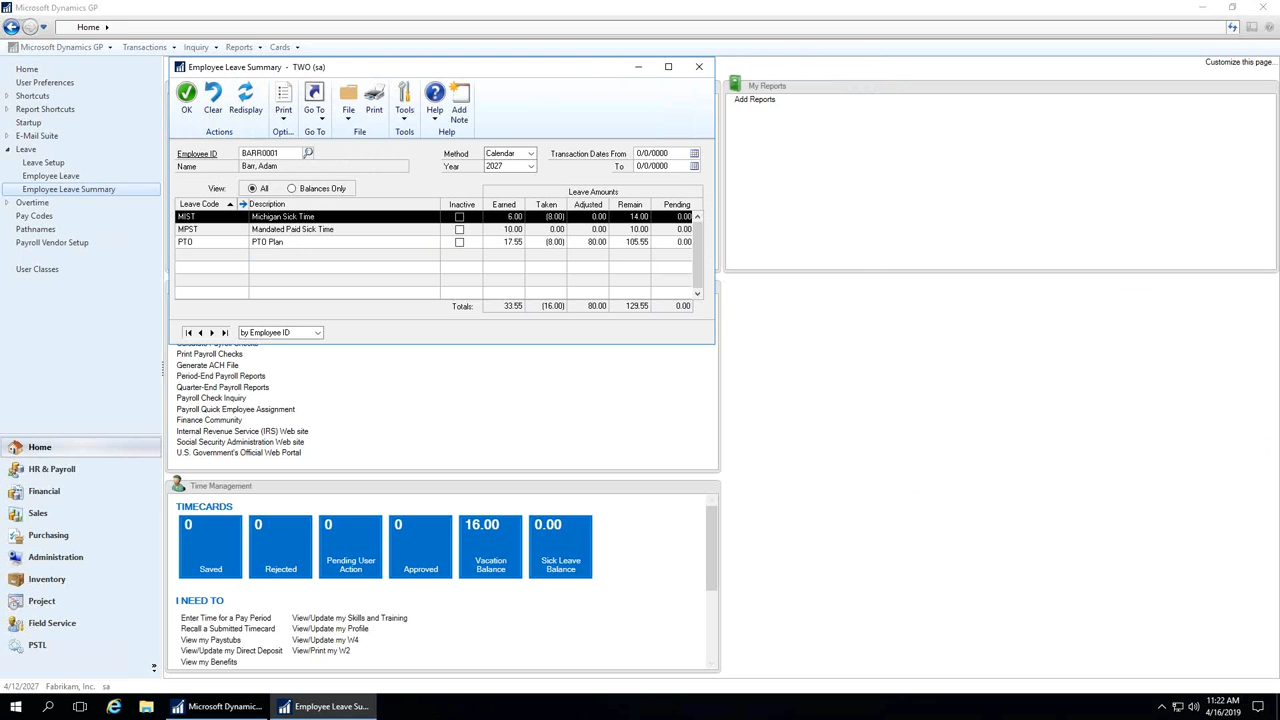 Microsoft Dynamics GP
Home
Microsoft Dynamics GP Transactions Inquiry Reports Cards
Customize this page...
Home
User Preferences
Shortcuts
Report Shortcuts
Startup
E-Mail Suite
Leave
Leave Setup
Employee Leave
Employee Leave Summary
Overtime
Pay Codes
Pathnames
Payroll Vendor Setup
User Classes
Employee Leave Summary - TWO (sa)
OK Clear Redisplay Print Go To File Print Tools Help Add Note
Actions Opti... Go To File Tools Help
Employee ID BARR0001 Method Calendar Transaction Dates From 0/0/0000
Name Barr, Adam Year 2027 To 0/0/0000
View: All Balances Only Leave Amounts
Leave Code Description Inactive Earned Taken Adjusted Remain Pending
MIST Michigan Sick Time 6.00 (8.00) 0.00 14.00 0.00
MPST Mandated Paid Sick Time 10.00 0.00 0.00 10.00 0.00
PTO PTO Plan 17.55 (8.00) 80.00 105.55 0.00
Totals: 33.55 (16.00) 80.00 129.55 0.00
by Employee ID
My Reports
Add Reports
Print Payroll Checks
Generate ACH File
Period-End Payroll Reports
Quarter-End Payroll Reports
Payroll Check Inquiry
Payroll Quick Employee Assignment
Finance Community
Internal Revenue Service (IRS) Web site
Social Security Administration Web site
U.S. Government's Official Web Portal
Home
HR & Payroll
Financial
Sales
Purchasing
Administration
Inventory
Project
Field Service
PSTL
Time Management
TIMECARDS
0 0 0 0 16.00 0.00
Saved Rejected Pending User Action Approved Vacation Balance Sick Leave Balance
I NEED TO
Enter Time for a Pay Period View/Update my Skills and Training
Recall a Submitted Timecard View/Update my Profile
View my Paystubs View/Update my W4
View/Update my Direct Deposit View/Print my W2
View my Benefits
4/12/2027 Fabrikam, Inc. sa
Microsoft Dynamic... Employee Leave Su...
11:22 AM
4/16/2019